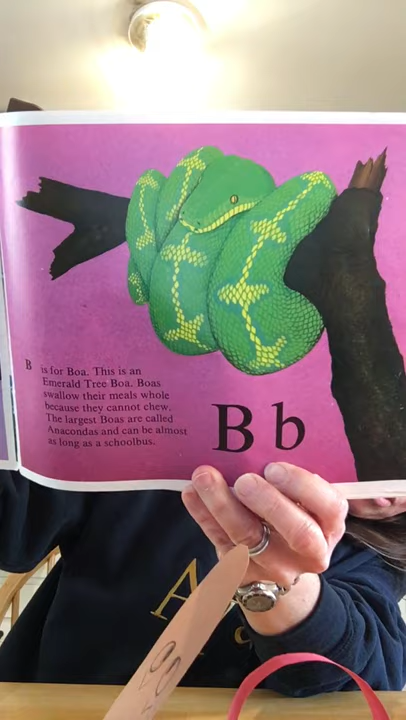 B is for Boa. This is an
Emerald Tree Boa. Boas
swallow their meals whole
because they cannot chew.
The largest Boas are called
Anacondas and can be almost
as long as a schoolbus.
B b
A